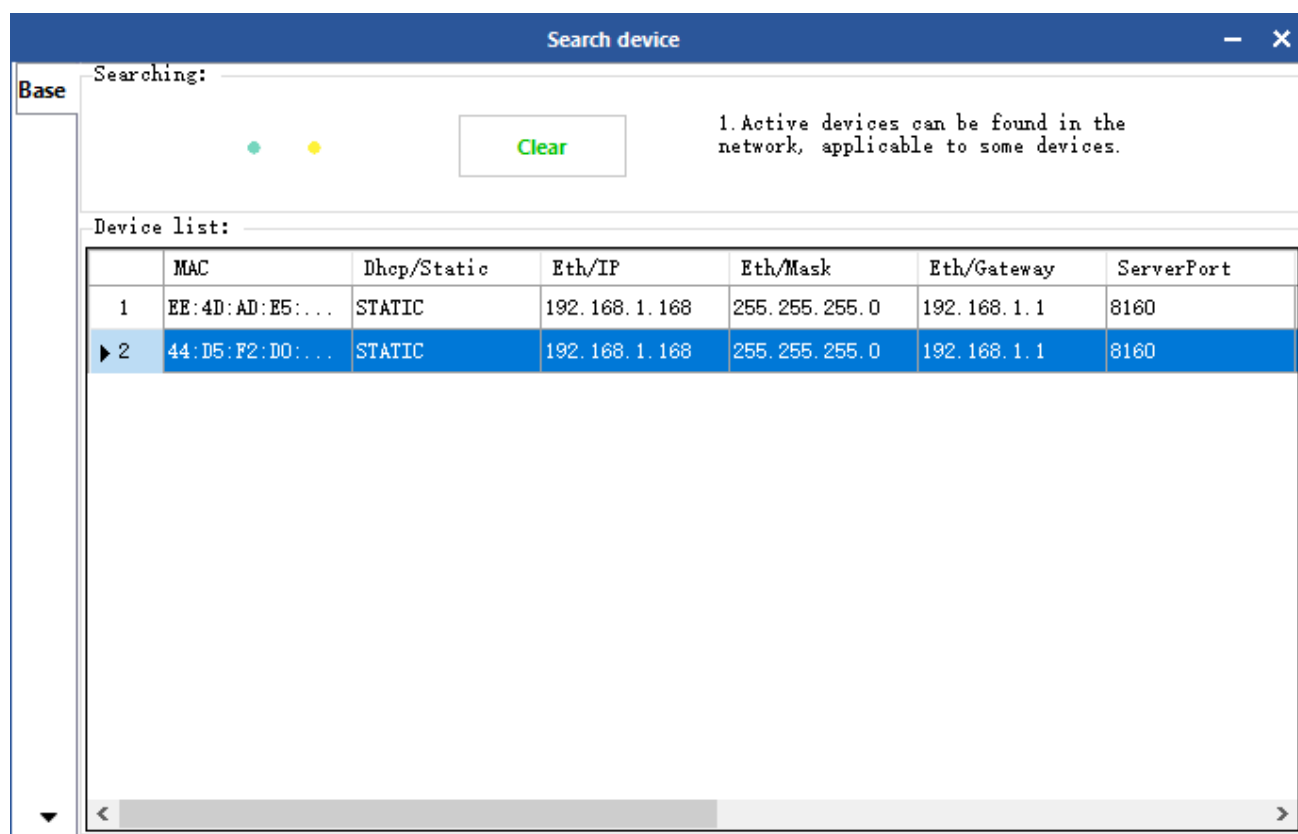 Search device
Base
Searching:
Clear
1.Active devices can be found in the
network, applicable to some devices.
Device list:
MAC Dhcp/Static Eth/IP Eth/Mask Eth/Gateway ServerPort
1 EE:4D:AD:E5:... STATIC 192.168.1.168 255.255.255.0 192.168.1.1 8160
2 44:D5:F2:D0:... STATIC 192.168.1.168 255.255.255.0 192.168.1.1 8160